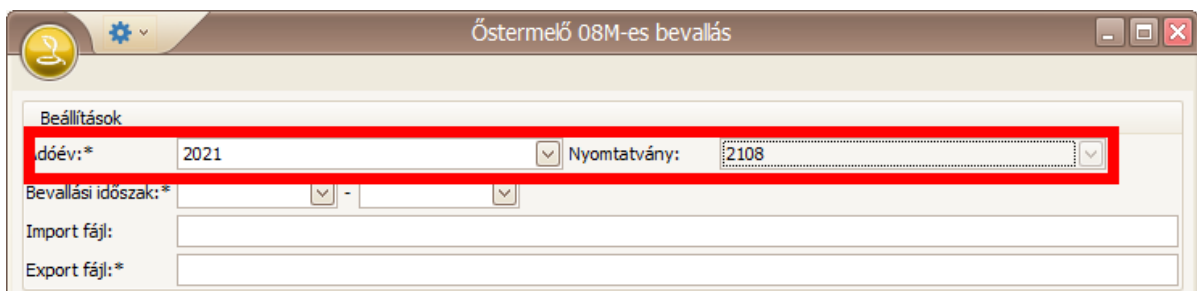 Őstermelő 08M-es bevallás
Beállítások
Adóév:* 2021 Nyomtatvány: 2108
Bevallási időszak:* -
Import fájl:
Export fájl:*